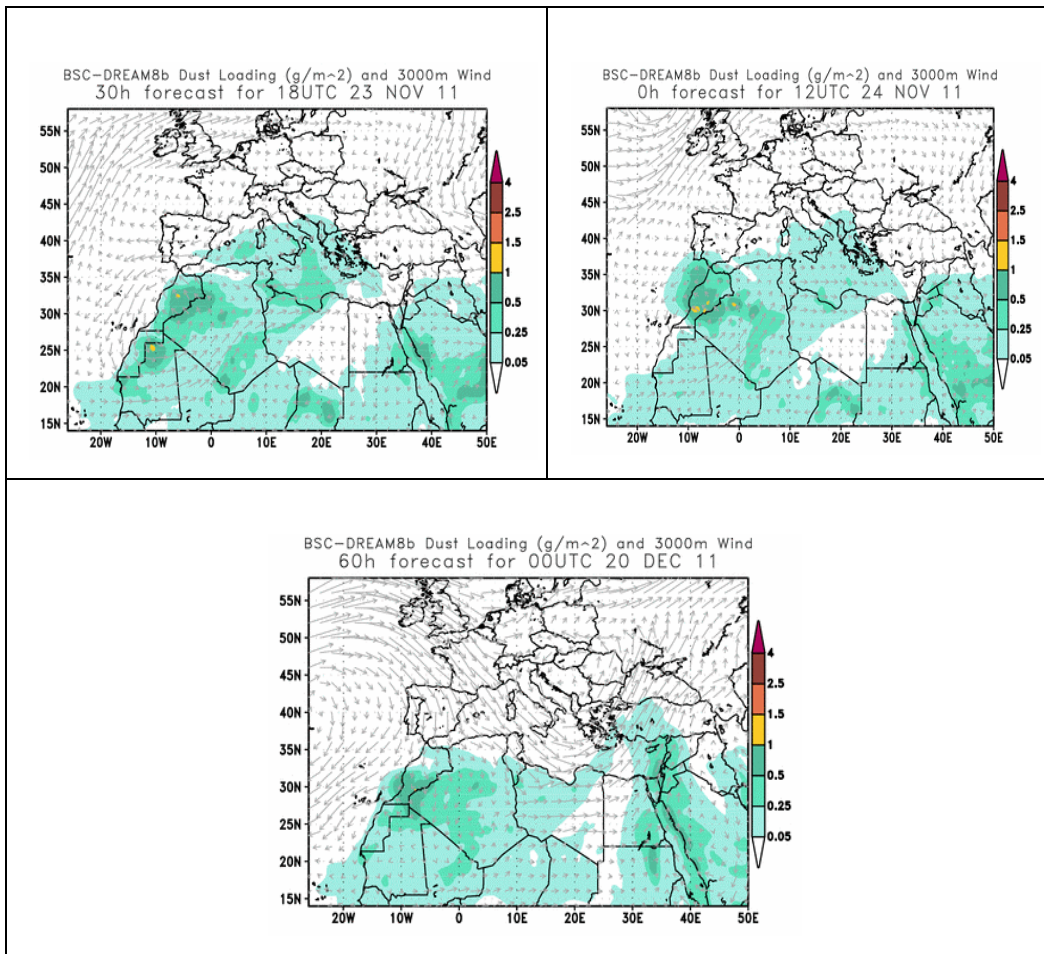 BSC-DREAM8b Dust Loading (g/m^2) and 3000m Wind
30h forecast for 18UTC 23 NOV 11
55N
50N
45N
40N
35N
30N
25N
20N
15N
20W 10W 0 10E 20E 30E 40E 50E
4
2.5
1.5
1
0.5
0.25
0.05
BSC-DREAM8b Dust Loading (g/m^2) and 3000m Wind
0h forecast for 12UTC 24 NOV 11
55N
50N
45N
40N
35N
30N
25N
20N
15N
20W 10W 0 10E 20E 30E 40E 50E
4
2.5
1.5
1
0.5
0.25
0.05
BSC-DREAM8b Dust Loading (g/m^2) and 3000m Wind
60h forecast for 00UTC 20 DEC 11
55N
50N
45N
40N
35N
30N
25N
20N
15N
20W 10W 0 10E 20E 30E 40E 50E
4
2.5
1.5
1
0.5
0.25
0.05